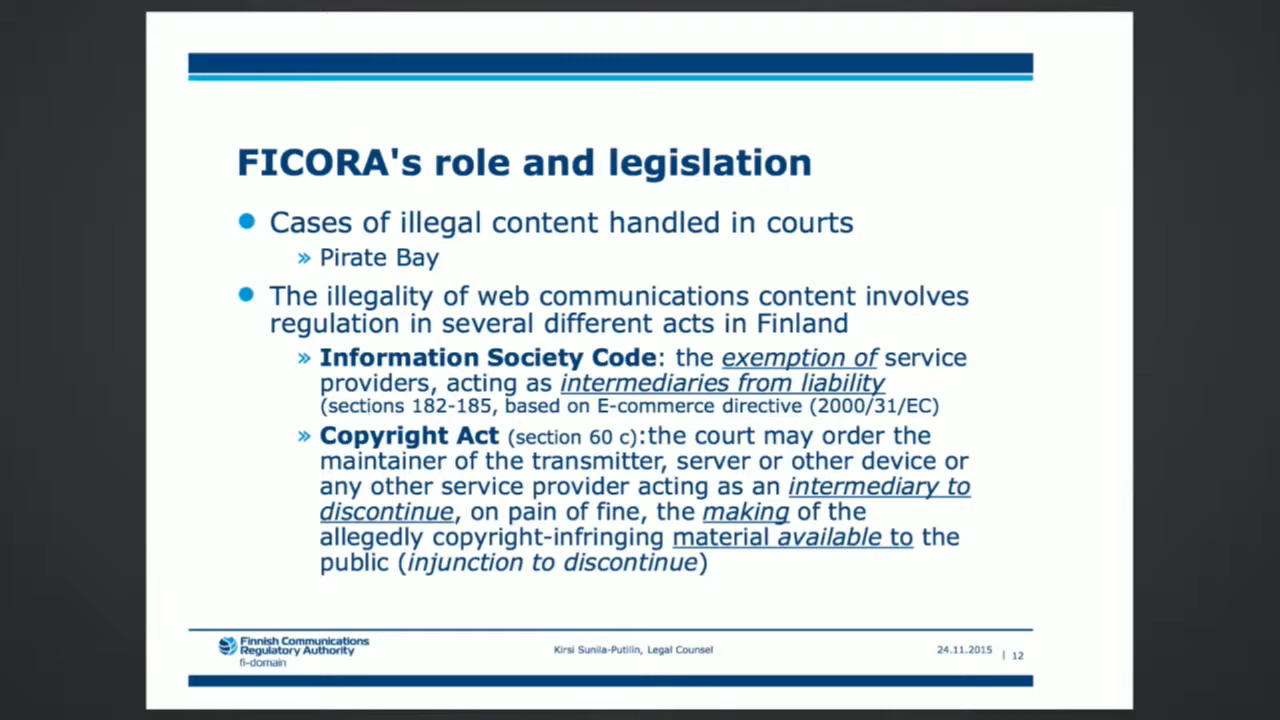 FICORA's role and legislation
Cases of illegal content handled in courts
» Pirate Bay
The illegality of web communications content involves
regulation in several different acts in Finland
» Information Society Code: the exemption of service
providers, acting as intermediaries from liability
(sections 182-185, based on E-commerce directive (2000/31/EC)
» Copyright Act (section 60 c):the court may order the
maintainer of the transmitter, server or other device or
any other service provider acting as an intermediary to
discontinue, on pain of fine, the making of the
allegedly copyright-infringing material available to the
public (injunction to discontinue)
Finnish Communications
Regulatory Authority
fi-domain
Kirsi Sunila-Putilin, Legal Counsel
24.11.2015 | 12